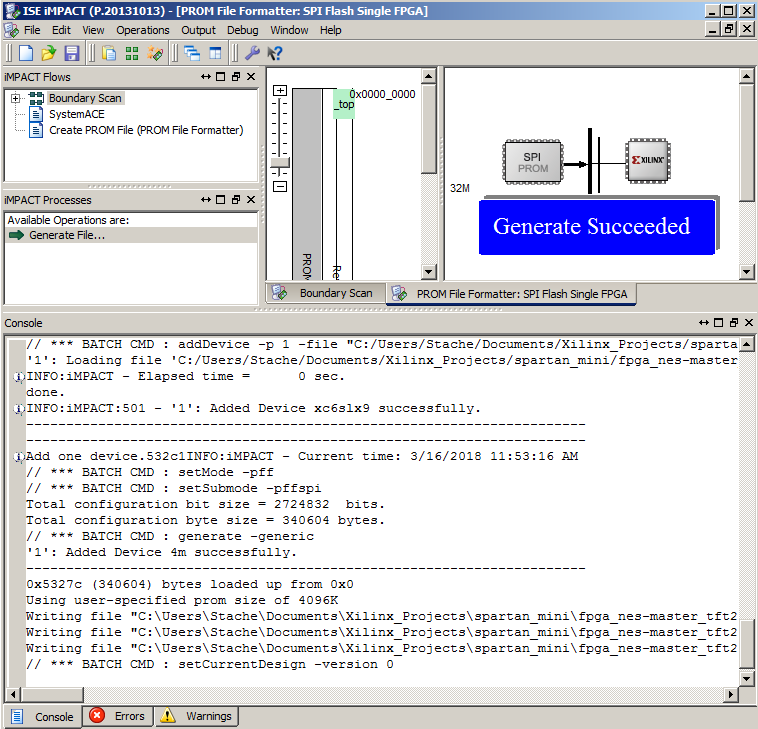 ISE iMPACT (P.20131013) - [PROM File Formatter: SPI Flash Single FPGA]
File Edit View Operations Output Debug Window Help
iMPACT Flows
Boundary Scan
SystemACE
Create PROM File (PROM File Formatter)
iMPACT Processes
Available Operations are:
Generate File...
0x0000_0000
_top
PROM
Re
Boundary Scan
PROM File Formatter: SPI Flash Single FPGA
SPI
PROM
XILINX
32M
Generate Succeeded
Console
// *** BATCH CMD : addDevice -p 1 -file "C:/Users/Stache/Documents/Xilinx_Projects/sparta
'1': Loading file 'C:/Users/Stache/Documents/Xilinx_Projects/spartan_mini/fpga_nes-master
INFO:iMPACT - Elapsed time =      0 sec.
done.
INFO:iMPACT:501 - '1': Added Device xc6slx9 successfully.
----------------------------------------------------------------------
----------------------------------------------------------------------
Add one device.532c1INFO:iMPACT - Current time: 3/16/2018 11:53:16 AM
// *** BATCH CMD : setMode -pff
// *** BATCH CMD : setSubmode -pffspi
Total configuration bit size = 2724832  bits.
Total configuration byte size = 340604 bytes.
// *** BATCH CMD : generate -generic
'1': Added Device 4m successfully.
----------------------------------------------------------------------
0x5327c (340604) bytes loaded up from 0x0
Using user-specified prom size of 4096K
Writing file "C:\Users\Stache\Documents\Xilinx_Projects\spartan_mini\fpga_nes-master_tft2
Writing file "C:\Users\Stache\Documents\Xilinx_Projects\spartan_mini\fpga_nes-master_tft2
Writing file "C:\Users\Stache\Documents\Xilinx_Projects\spartan_mini\fpga_nes-master_tft2
// *** BATCH CMD : setCurrentDesign -version 0
Console
Errors
Warnings